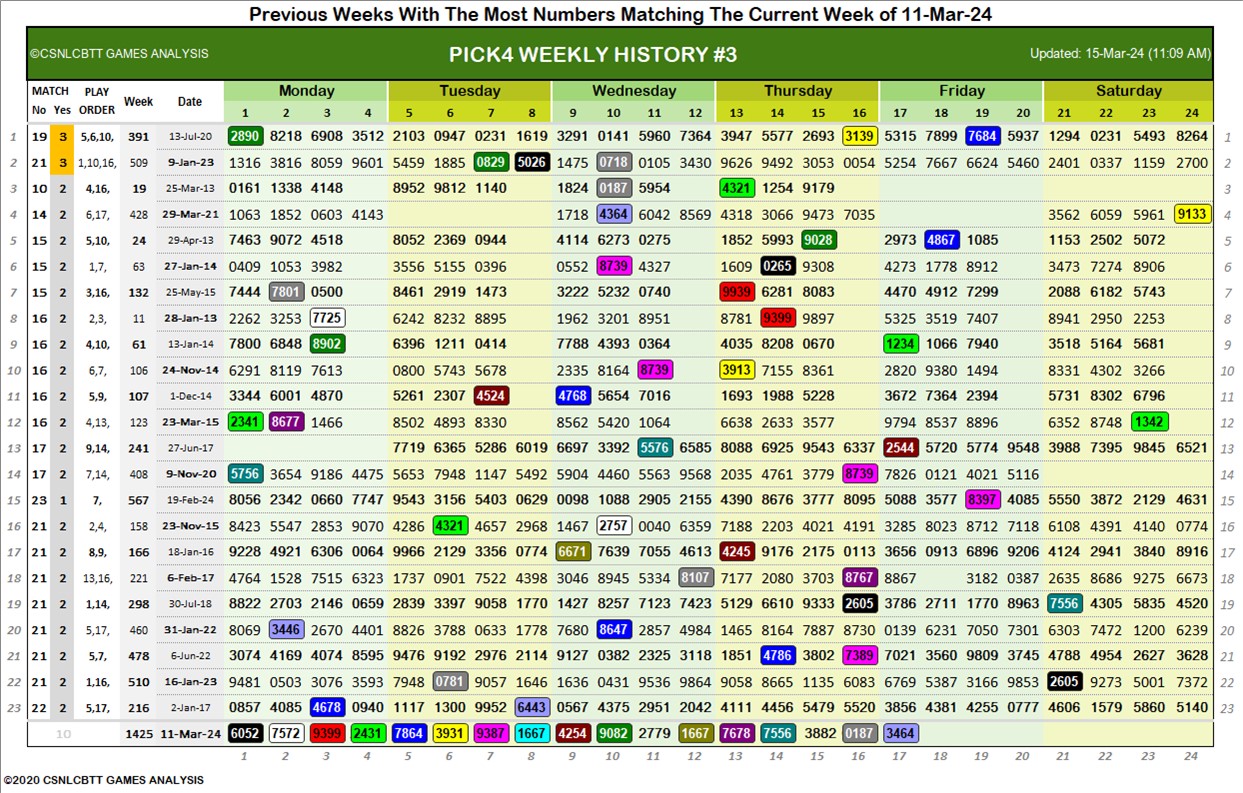 Previous Weeks With The Most Numbers Matching The Current Week of 11-Mar-24
©CSNLCBTT GAMES ANALYSIS PICK4 WEEKLY HISTORY #3 Updated: 15-Mar-24 (11:09 AM)
MATCH PLAY Week Date Monday Tuesday Wednesday Thursday Friday Saturday
No Yes ORDER 1 2 3 4 5 6 7 8 9 10 11 12 13 14 15 16 17 18 19 20 21 22 23 24
1 19 3 5,6,10, 391 13-Jul-20 2890 8218 6908 3512 2103 0947 0231 1619 3291 0141 5960 7364 3947 5577 2693 3139 5315 7899 7684 5937 1294 0231 5493 8264 1
2 21 3 1,10,16, 509 9-Jan-23 1316 3816 8059 9601 5459 1885 0829 5026 1475 0718 0105 3430 9626 9492 3053 0054 5254 7667 6624 5460 2401 0337 1159 2700 2
3 10 2 4,16, 19 25-Mar-13 0161 1338 4148 8952 9812 1140 1824 0187 5954 4321 1254 9179 3
4 14 2 6,17, 428 29-Mar-21 1063 1852 0603 4143 1718 4364 6042 8569 4318 3066 9473 7035 3562 6059 5961 9133 4
5 15 2 5,10, 24 29-Apr-13 7463 9072 4518 8052 2369 0944 4114 6273 0275 1852 5993 9028 2973 4867 1085 1153 2502 5072 5
6 15 2 1,7, 63 27-Jan-14 0409 1053 3982 3556 5155 0396 0552 8739 4327 1609 0265 9308 4273 1778 8912 3473 7274 8906 6
7 15 2 3,16, 132 25-May-15 7444 7801 0500 8461 2919 1473 3222 5232 0740 9939 6281 8083 4470 4912 7299 2088 6182 5743 7
8 16 2 2,3, 11 28-Jan-13 2262 3253 7725 6242 8232 8895 1962 3201 8951 8781 9399 9897 5325 3519 7407 8941 2950 2253 8
9 16 2 4,10, 61 13-Jan-14 7800 6848 8902 6396 1211 0414 7788 4393 0364 4035 8208 0670 1234 1066 7940 3518 5164 5681 9
10 16 2 6,7, 106 24-Nov-14 6291 8119 7613 0800 5743 5678 2335 8164 8739 3913 7155 8361 2820 9380 1494 8331 4302 3266 10
11 16 2 5,9, 107 1-Dec-14 3344 6001 4870 5261 2307 4524 4768 5654 7016 1693 1988 5228 3672 7364 2394 5731 8302 6796 11
12 16 2 4,13, 123 23-Mar-15 2341 8677 1466 8502 4893 8330 8562 5420 1064 6638 2633 3577 9794 8537 8896 6352 8748 1342 12
13 17 2 9,14, 241 27-Jun-17 7719 6365 5286 6019 6697 3392 5576 6585 8088 6925 9543 6337 2544 5720 5774 9548 3988 7395 9845 6521 13
14 17 2 7,14, 408 9-Nov-20 5756 3654 9186 4475 5653 7948 1147 5492 5904 4460 5563 9568 2035 4761 3779 8739 7826 0121 4021 5116 14
15 23 1 7, 567 19-Feb-24 8056 2342 0660 7747 9543 3156 5403 0629 0098 1088 2905 2155 4390 8676 3777 8095 5088 3577 8397 4085 5550 3872 2129 4631 15
16 21 2 2,4, 158 23-Nov-15 8423 5547 2853 9070 4286 4321 4657 2968 1467 2757 0040 6359 7188 2203 4021 4191 3285 8023 8712 7118 6108 4391 4140 0774 16
17 21 2 8,9, 166 18-Jan-16 9228 4921 6306 0064 9966 2129 3356 0774 6671 7639 7055 4613 4245 9176 2175 0113 3656 0913 6896 9206 4124 2941 3840 8916 17
18 21 2 13,16, 221 6-Feb-17 4764 1528 7515 6323 1737 0901 7522 4398 3046 8945 5334 8107 7177 2080 3703 8767 8867 3182 0387 2635 8686 9275 6673 18
19 21 2 1,14, 298 30-Jul-18 8822 2703 2146 0669 2839 5397 9058 1770 1427 8257 7123 7423 5129 6610 9333 2605 3786 2711 1770 8963 7556 4305 5835 4520 19
20 21 2 5,17, 460 31-Jan-22 8069 3446 2670 4401 8826 3788 0633 1778 7680 8647 2857 4984 1465 8164 7887 8730 0139 6231 7050 7301 6303 7472 1200 6239 20
21 21 2 5,7, 478 6-Jun-22 3074 4169 4074 8595 9476 9192 2976 2114 9127 0382 2325 3118 1851 4786 3802 7389 7021 3560 9809 3745 4788 4954 2627 3628 21
22 21 2 1,16, 510 16-Jan-23 9481 0503 3076 3593 7948 0781 9057 1646 1636 0431 9536 9864 9058 8665 1135 6083 6769 5387 3166 9853 2605 9273 5001 7372 22
23 22 2 5,17, 216 2-Jan-17 0857 4085 4678 0940 1117 1300 9952 6443 0567 4375 2951 2042 4111 4456 5479 5520 3856 4381 4255 0777 4606 1579 5860 5140 23
10 1425 11-Mar-24 6052 7572 9399 2431 7864 3931 9387 1667 4254 9082 2779 1667 7678 7556 3882 0187 3464
1 2 3 4 5 6 7 8 9 10 11 12 13 14 15 16 17 18 19 20 21 22 23 24
©2020 CSNLCBTT GAMES ANALYSIS